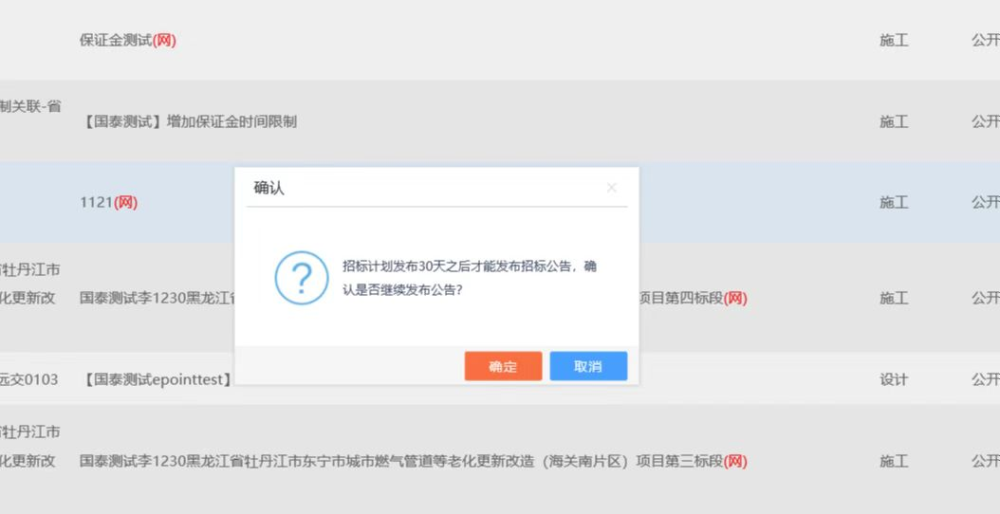 保证金测试(网) 施工 公开
制关联-省
【国泰测试】增加保证金时间限制 施工 公开
确认
1121(网) 施工 公开
招标计划发布30天之后才能发布招标公告，确
认是否继续发布公告?
牡丹江市
化更新改 国泰测试李1230黑龙江 项目第四标段(网) 施工 公开
确定 取消
远交0103 【国泰测试epointtest】 设计 公开
牡丹江市
化更新改 国泰测试李1230黑龙江省牡丹江市东宁市城市燃气管道等老化更新改造（海关南片区）项目第三标段(网) 施工 公开